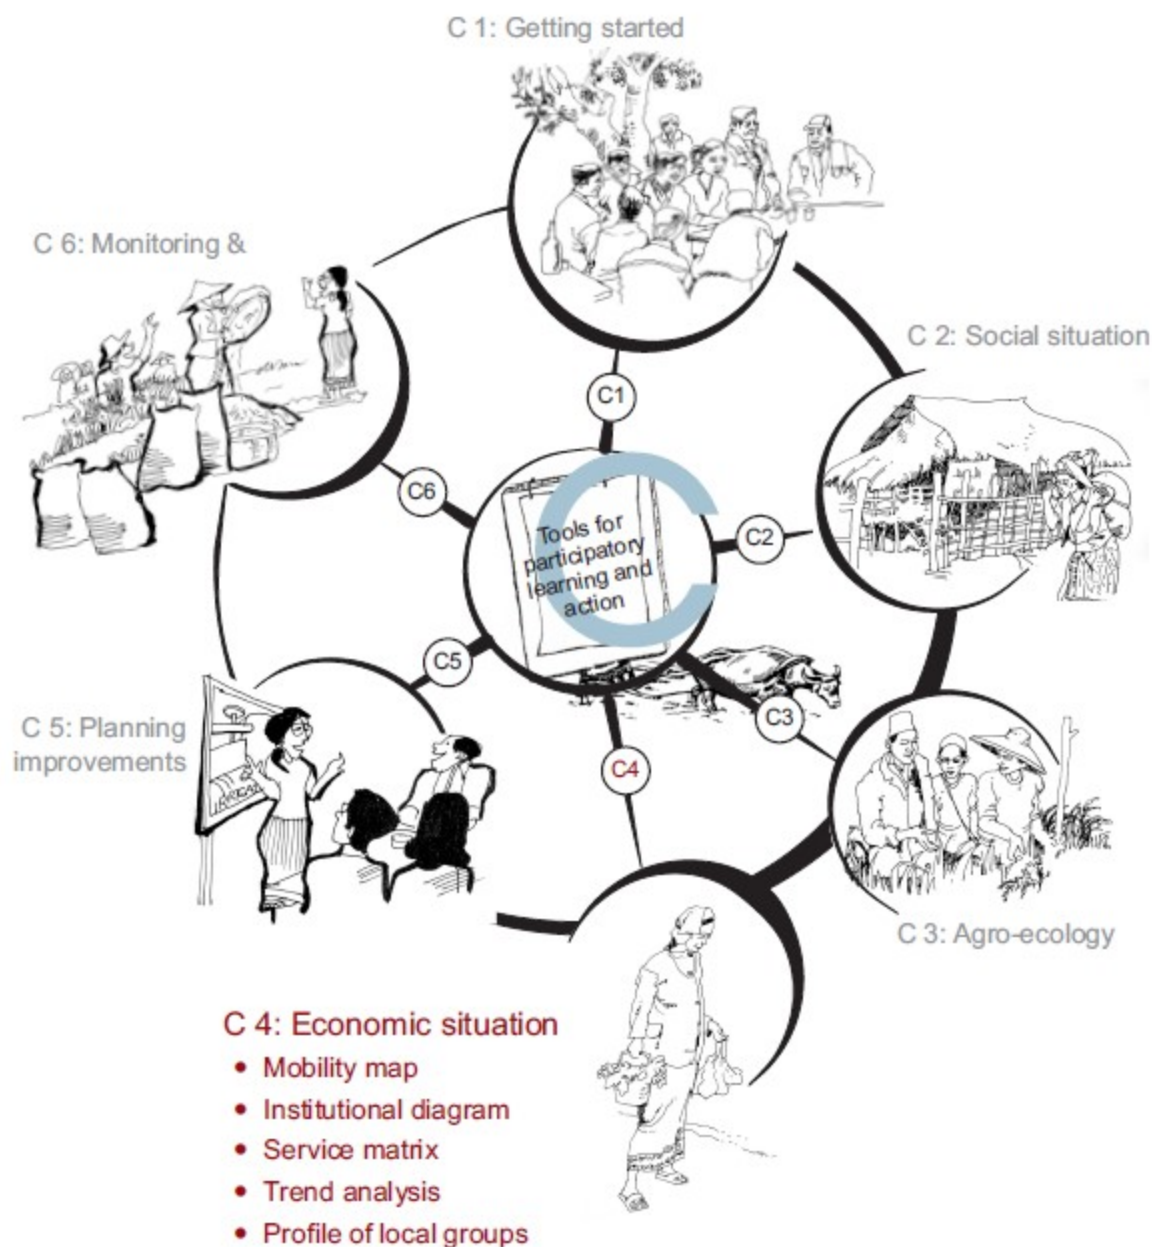 C 1: Getting started
C 6: Monitoring &
C 2: Social situation
C1
C6
C2
Tools for
participatory
learning and
action
C5
C3
C4
C 5: Planning
improvements
C 3: Agro-ecology
C 4: Economic situation
• Mobility map
• Institutional diagram
• Service matrix
• Trend analysis
• Profile of local groups